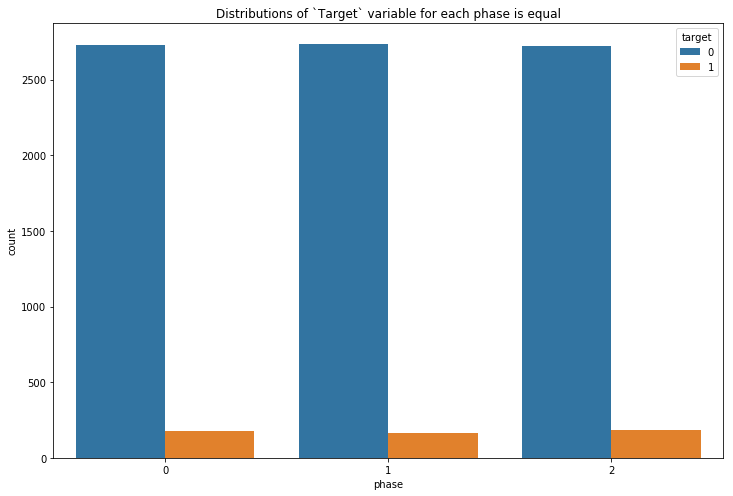 Distributions of `Target` variable for each phase is equal
target
0
1
2500
2000
1500
1000
500
0
count
0 1 2
phase